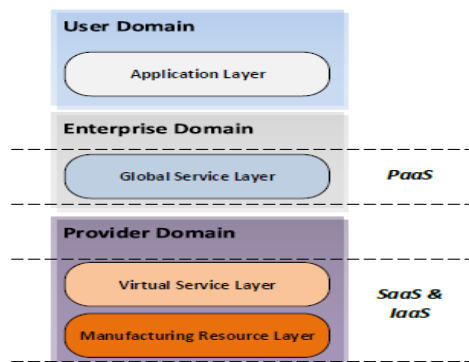 User Domain
Application Layer
Enterprise Domain
Global Service Layer
PaaS
Provider Domain
Virtual Service Layer
SaaS &
IaaS
Manufacturing Resource Layer